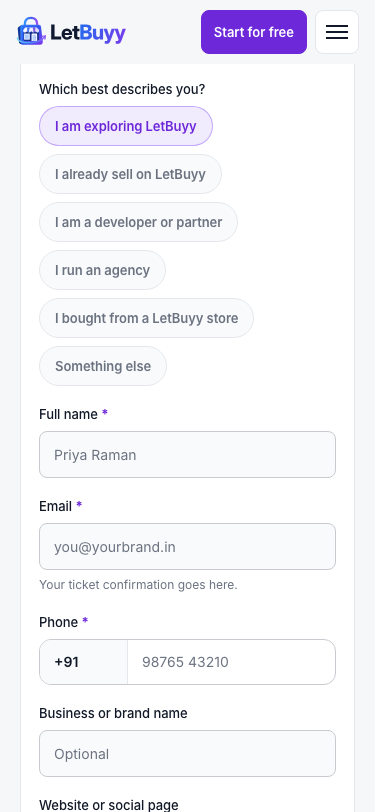 LetBuyy
Start for free
Which best describes you?
I am exploring LetBuyy
I already sell on LetBuyy
I am a developer or partner
I run an agency
I bought from a LetBuyy store
Something else
Full name *
Priya Raman
Email *
you@yourbrand.in
Your ticket confirmation goes here.
Phone *
+91 98765 43210
Business or brand name
Optional
Website or social page